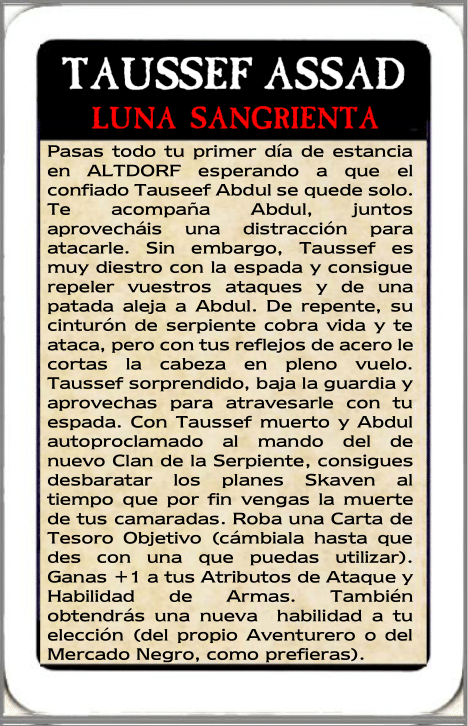 TAUSSEF ASSAD
LUNA SANGRIENTA
Pasas todo tu primer día de estancia
en ALTDORF esperando a que el
confiado Tauseef Abdul se quede solo.
Te acompaña Abdul, juntos
aprovecháis una distracción para
atacarle. Sin embargo, Taussef es
muy diestro con la espada y consigue
repeler vuestros ataques y de una
patada aleja a Abdul. De repente, su
cinturón de serpiente cobra vida y te
ataca, pero con tus reflejos de acero le
cortas la cabeza en pleno vuelo.
Taussef sorprendido, baja la guardia y
aprovechas para atravesarle con tu
espada. Con Taussef muerto y Abdul
autoproclamado al mando del de
nuevo Clan de la Serpiente, consigues
desbaratar los planes Skaven al
tiempo que por fin vengas la muerte
de tus camaradas. Roba una Carta de
Tesoro Objetivo (cámbiala hasta que
des con una que puedas utilizar).
Ganas +1 a tus Atributos de Ataque y
Habilidad de Armas. También
obtendrás una nueva habilidad a tu
elección (del propio Aventurero o del
Mercado Negro, como prefieras).